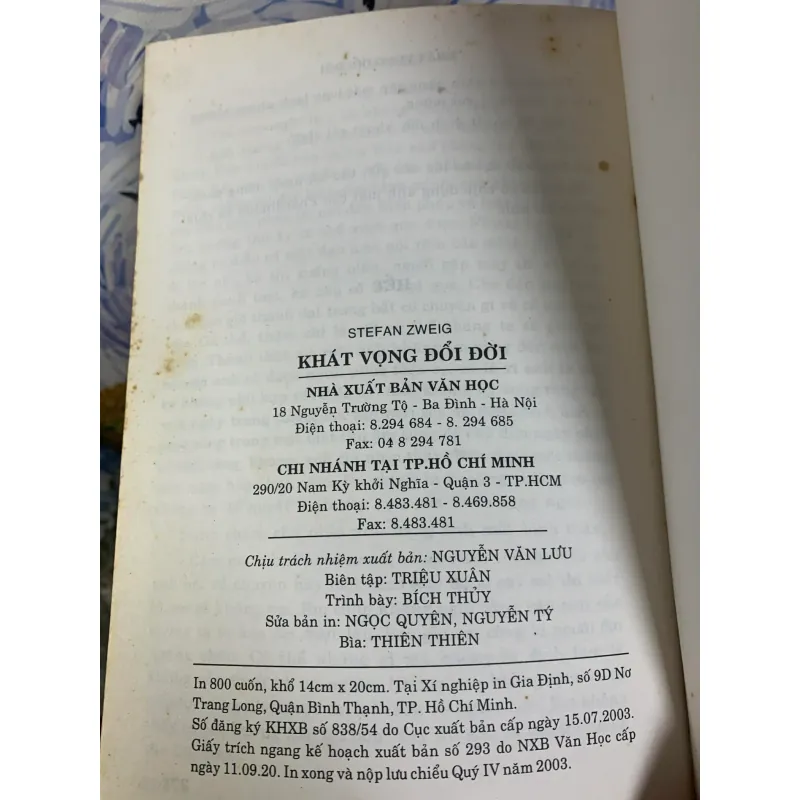 STEFAN ZWEIG
KHÁT VỌNG ĐỔI ĐỜI
NHÀ XUẤT BẢN VĂN HỌC
18 Nguyễn Trường Tộ - Ba Đình - Hà Nội
Điện thoại: 8.294 684 - 8. 294 685
Fax: 04 8 294 781
CHI NHÁNH TẠI TP.HỒ CHÍ MINH
290/20 Nam Kỳ khởi Nghĩa - Quận 3 - TP.HCM
Điện thoại: 8.483.481 - 8.469.858
Fax: 8.483.481
Chịu trách nhiệm xuất bản: NGUYỄN VĂN LƯU
Biên tập: TRIỆU XUÂN
Trình bày: BÍCH THỦY
Sửa bản in: NGỌC QUYÊN, NGUYỄN TÝ
Bìa: THIÊN THIÊN
In 800 cuốn, khổ 14cm x 20cm. Tại Xí nghiệp in Gia Định, số 9D Nơ
Trang Long, Quận Bình Thạnh, TP. Hồ Chí Minh.
Số đăng ký KHXB số 838/54 do Cục xuất bản cấp ngày 15.07.2003.
Giấy trích ngang kế hoạch xuất bản số 293 do NXB Văn Học cấp
ngày 11.09.20. In xong và nộp lưu chiểu Quý IV năm 2003.